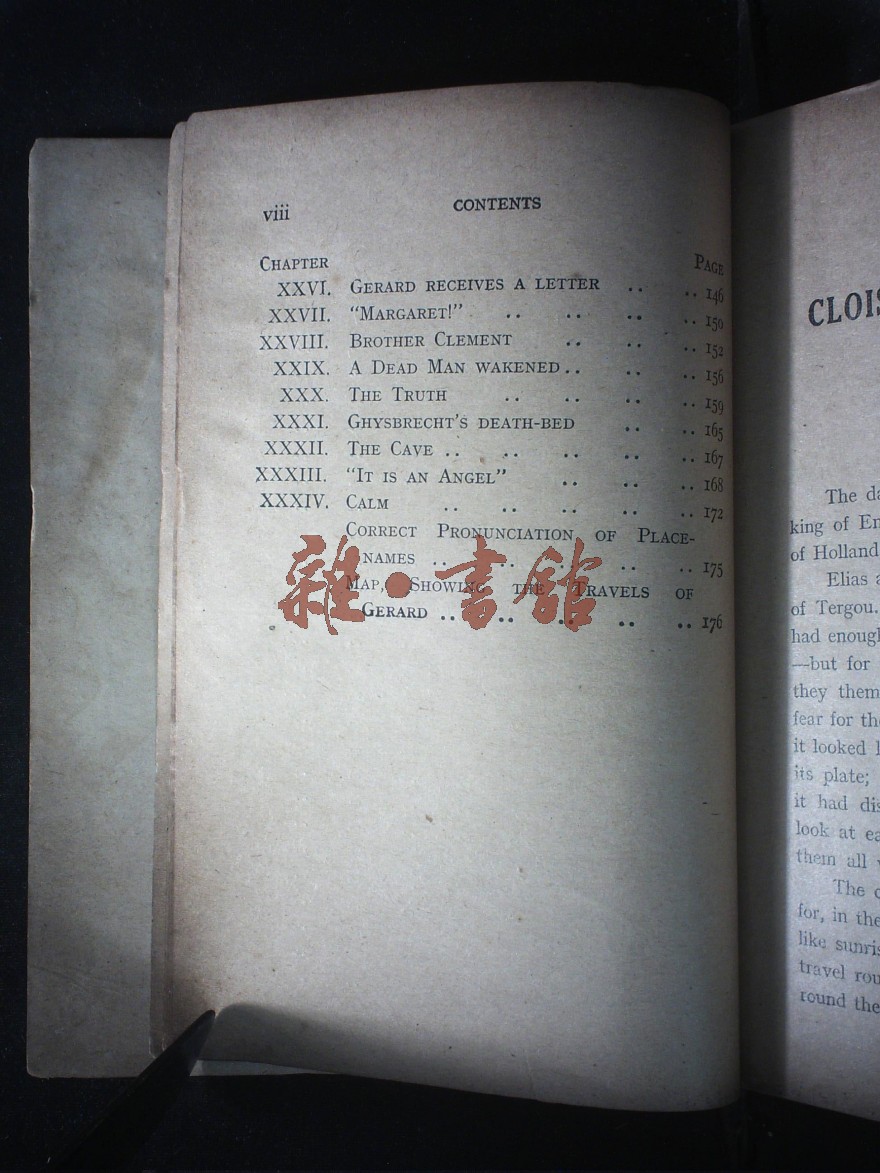 viii CONTENTS
CHAPTER PAGE
XXVI. GERARD RECEIVES A LETTER .. .. 146
XXVII. "MARGARET!" .. .. .. .. 150
XXVIII. BROTHER CLEMENT .. .. .. 152
XXIX. A DEAD MAN WAKENED .. .. .. 156
XXX. THE TRUTH .. .. .. .. 159
XXXI. GHYSBRECHT'S DEATH-BED .. .. 165
XXXII. THE CAVE .. .. .. .. .. 167
XXXIII. "IT IS AN ANGEL" .. .. .. 168
XXXIV. CALM .. .. .. .. .. 172
CORRECT PRONUNCIATION OF PLACE-
NAMES .. .. .. .. .. 175
MAP, SHOWING THE TRAVELS OF
GERARD .. .. .. .. .. 176
雜·書館
CLOIS
The da
king of En
of Holland
Elias a
of Tergou.
had enough
—but for
they them
fear for the
it looked l
its plate;
it had dis
look at ea
them all
The c
for, in the
like sunris
travel rou
round the